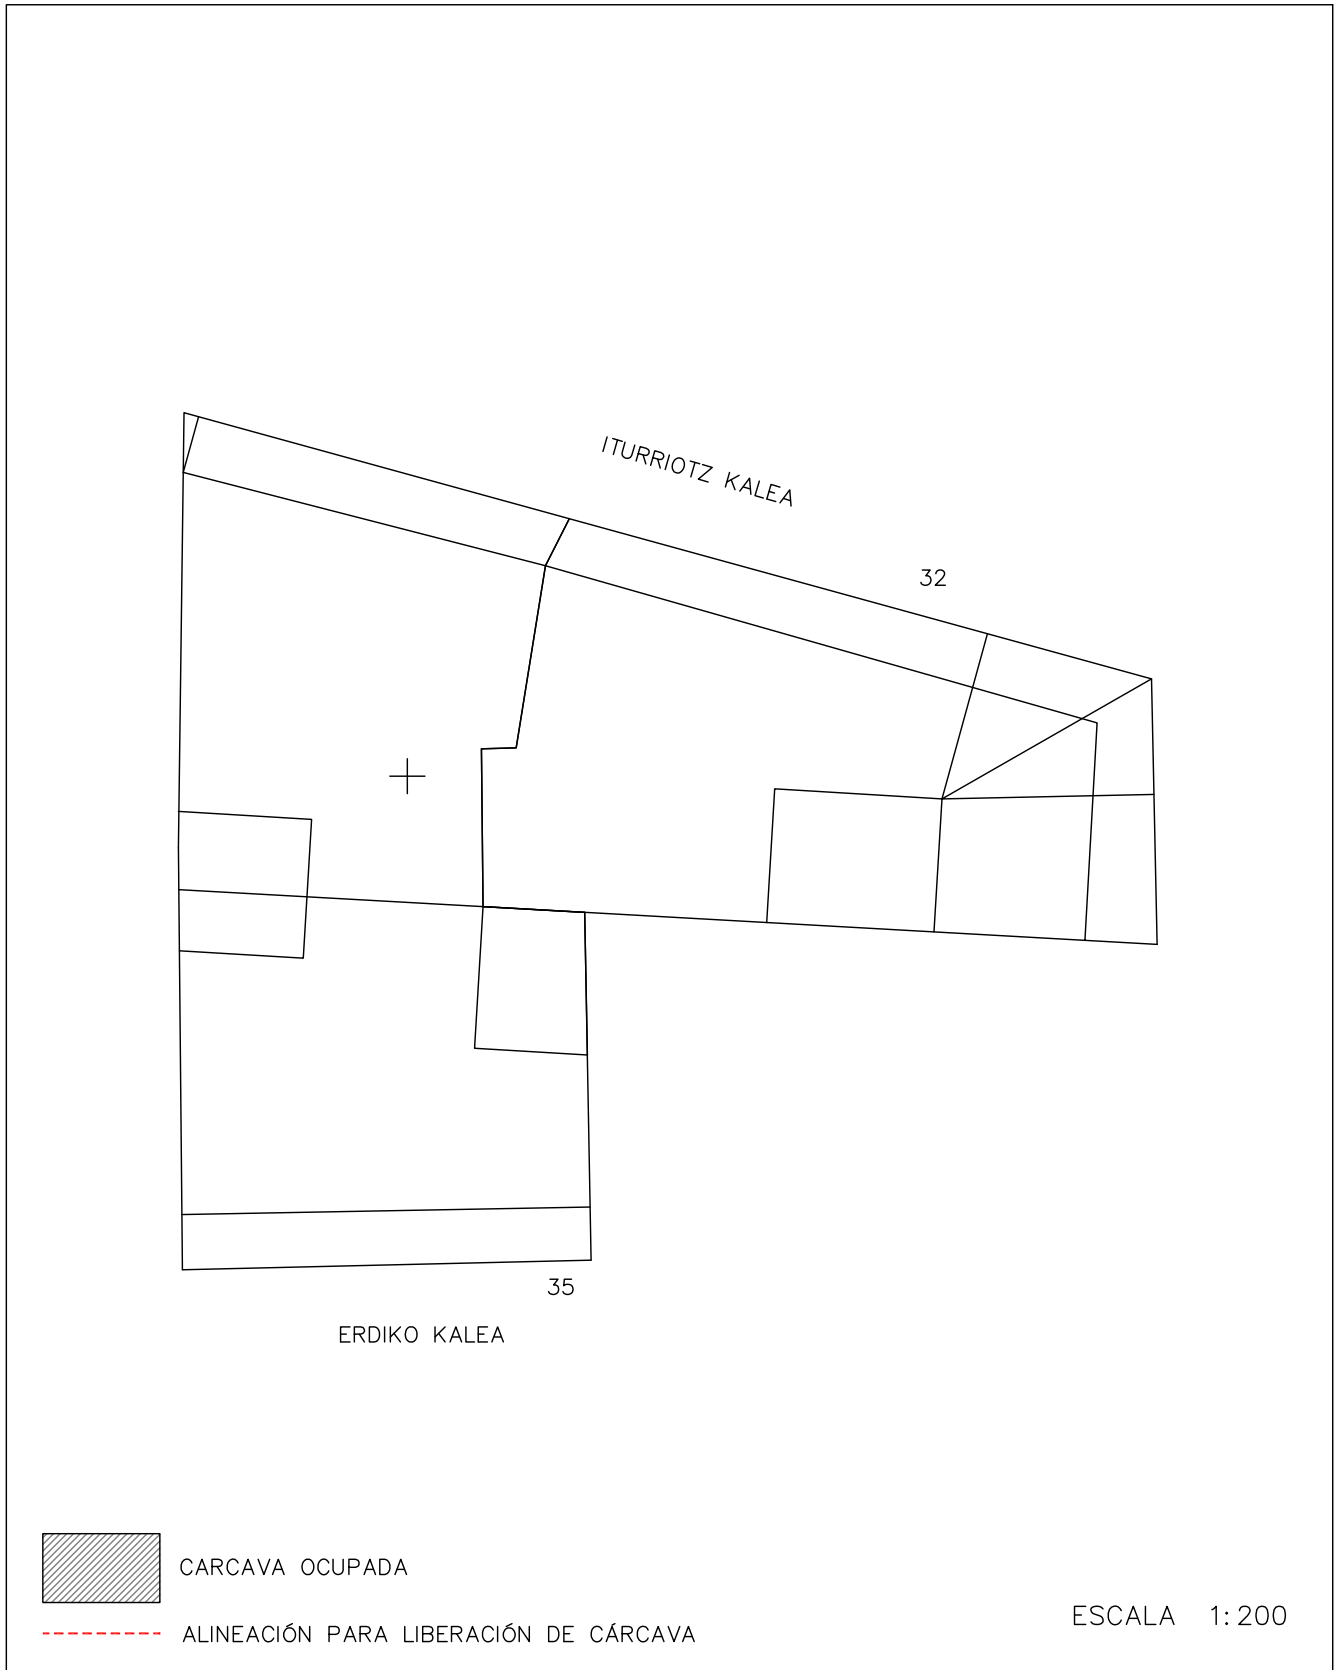 ITURRIOTZ KALEA
32
35
ERDIKO KALEA
CARCAVA OCUPADA
ALINEACIÓN PARA LIBERACIÓN DE CÁRCAVA
ESCALA 1:200